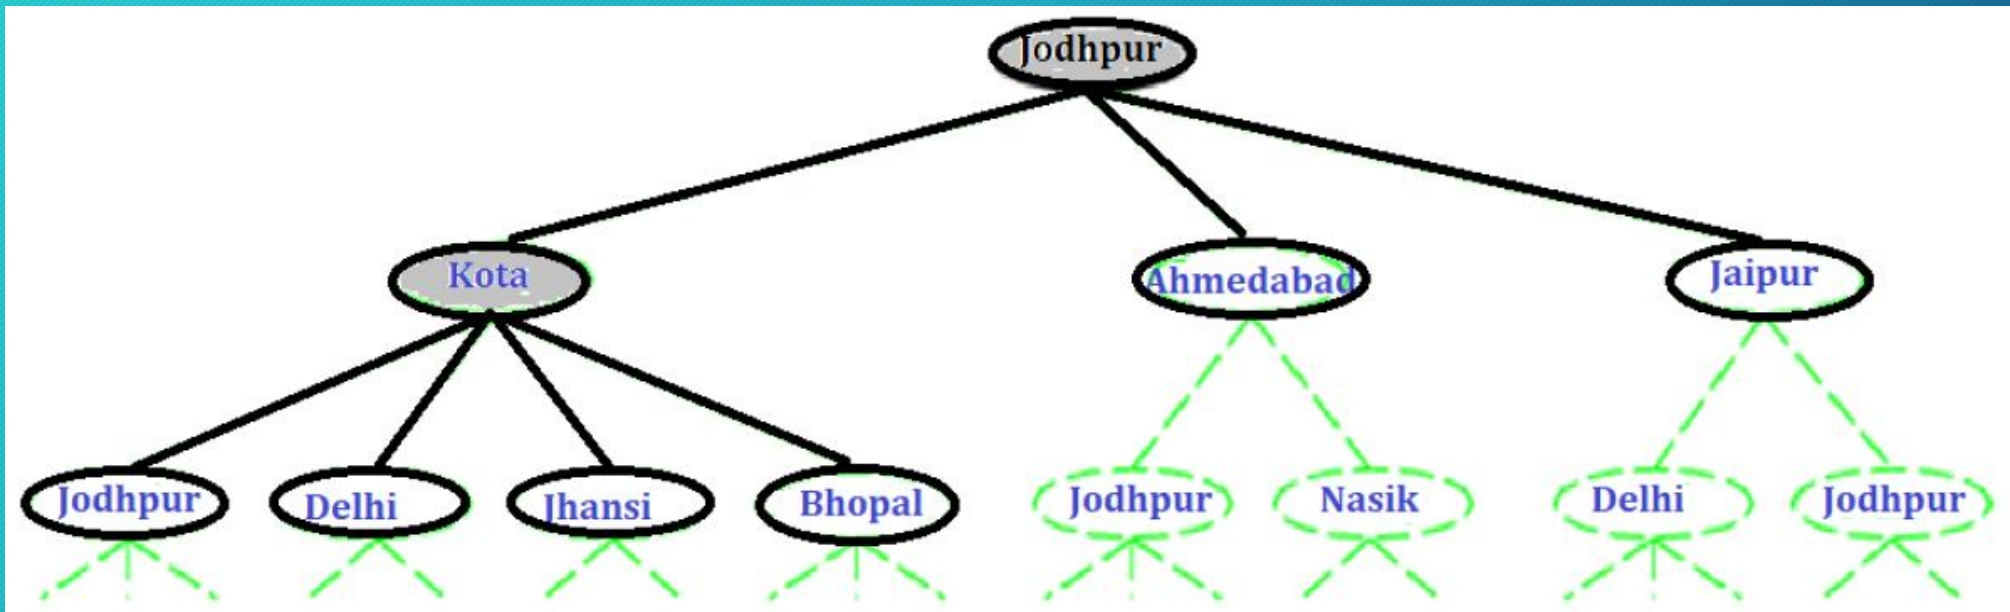 Jodhpur
Kota
Ahmedabad
Jaipur
Jodhpur
Delhi
Jhansi
Bhopal
Jodhpur
Nasik
Delhi
Jodhpur